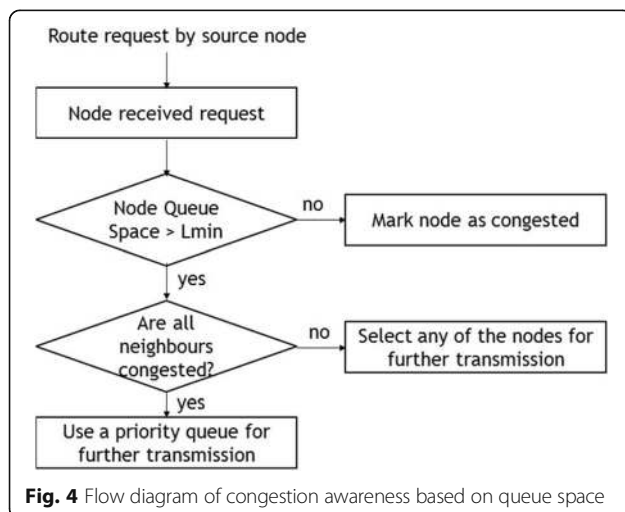 Route request by source node
Node received request
Node Queue
Space > Lmin
no
Mark node as congested
yes
Are all
neighbours
congested?
no
Select any of the nodes for
further transmission
yes
Use a priority queue for
further transmission
Fig. 4 Flow diagram of congestion awareness based on queue space